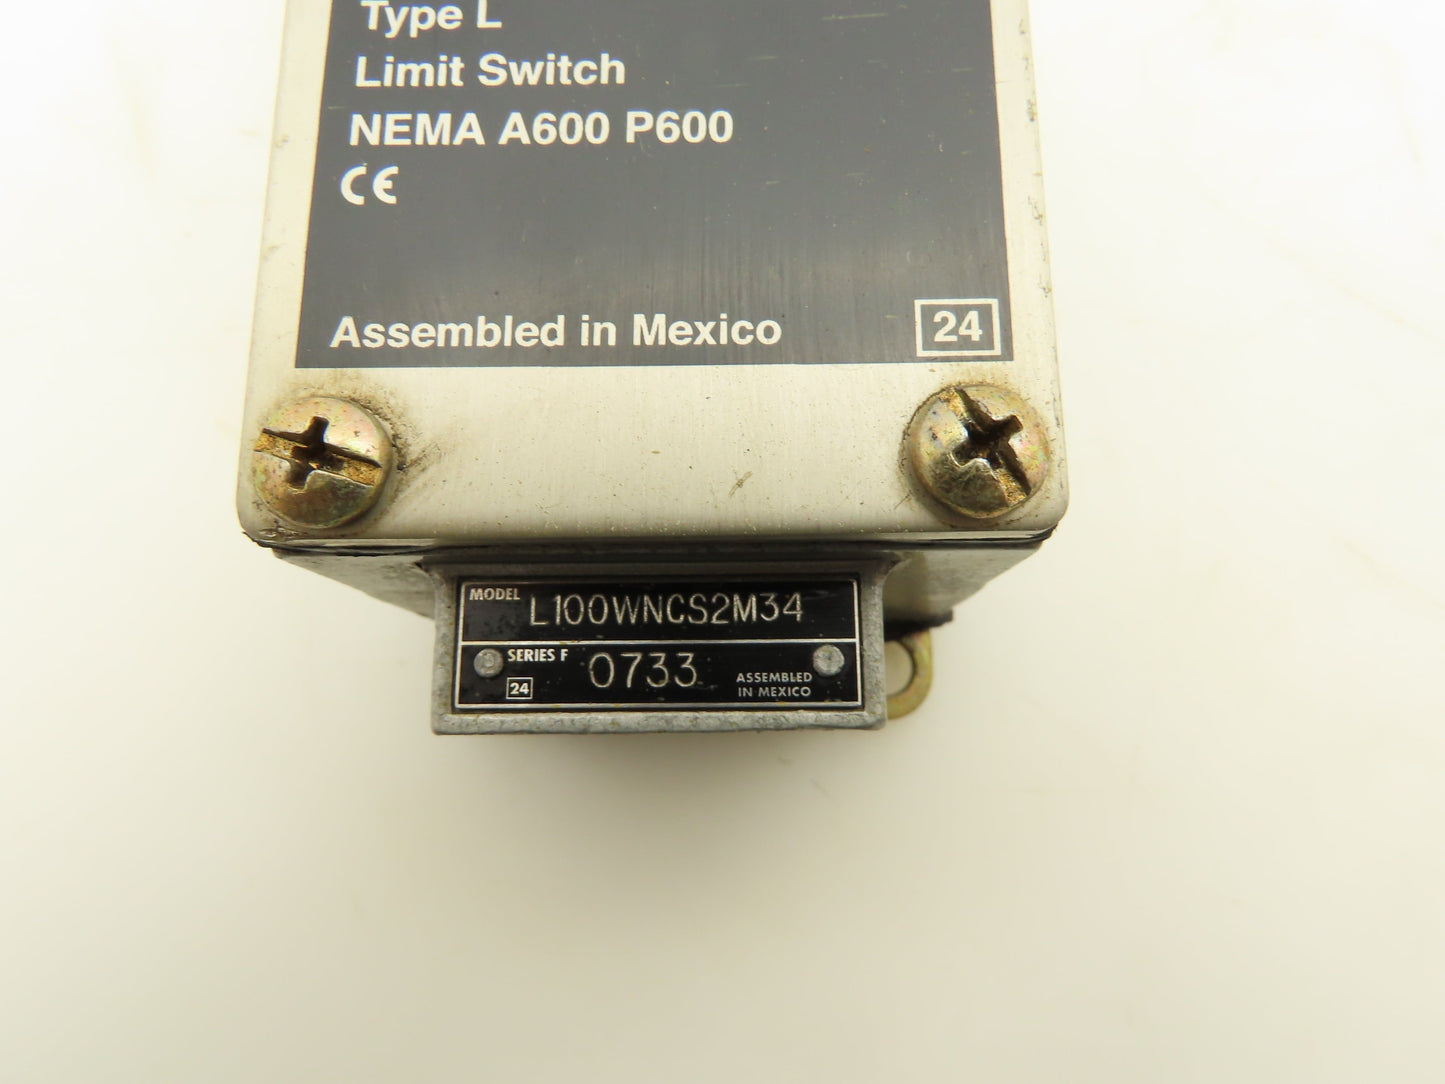 Type L
Limit Switch
NEMA A600 P600
CE
Assembled in Mexico
24
MODEL L100WNCS2M34
SERIES F 0733
24
ASSEMBLED
IN MEXICO